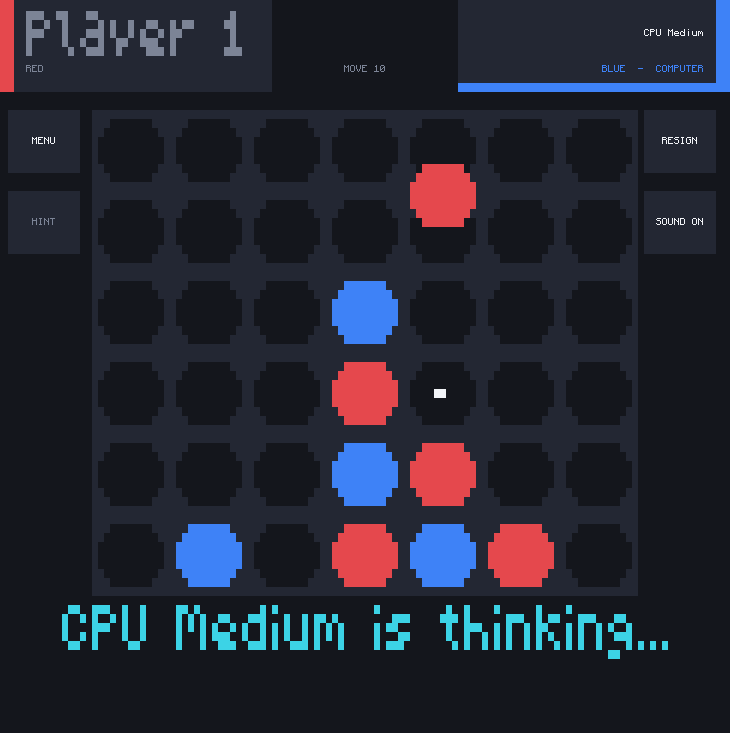 Player 1
RED
MOVE 10
CPU Medium
BLUE - COMPUTER
MENU
HINT
RESIGN
SOUND ON
CPU Medium is thinking...